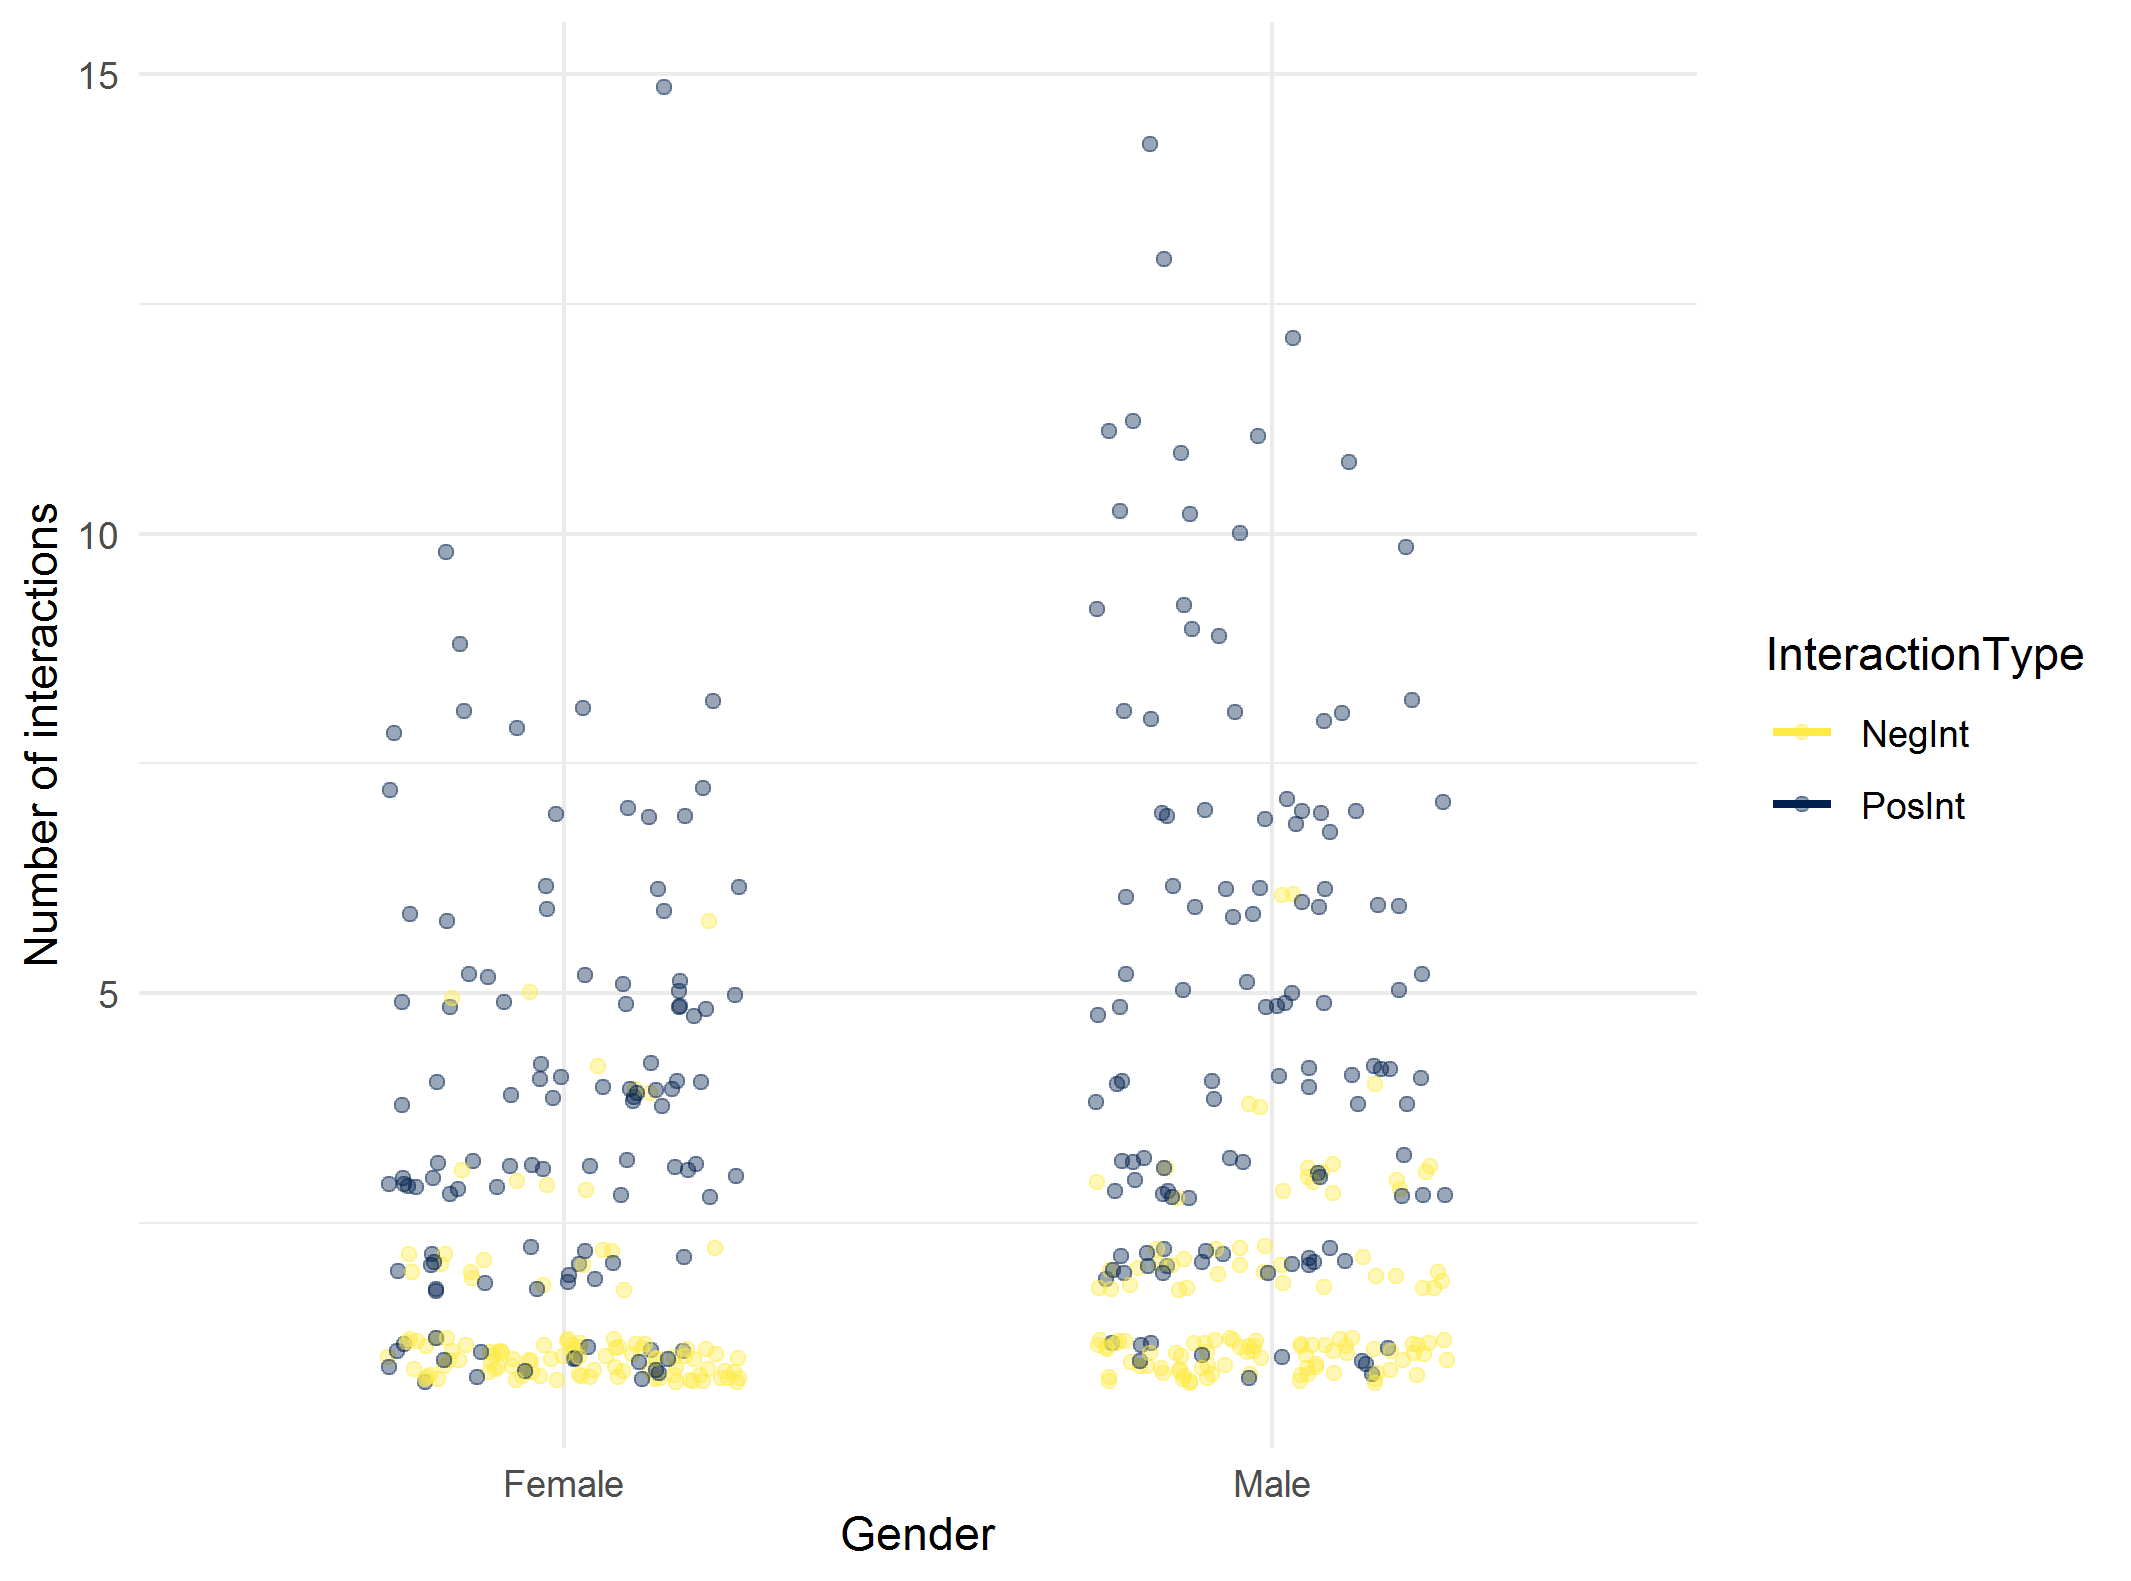 15
10
5
Number of interactions
Female
Male
Gender
InteractionType
NegInt
PosInt